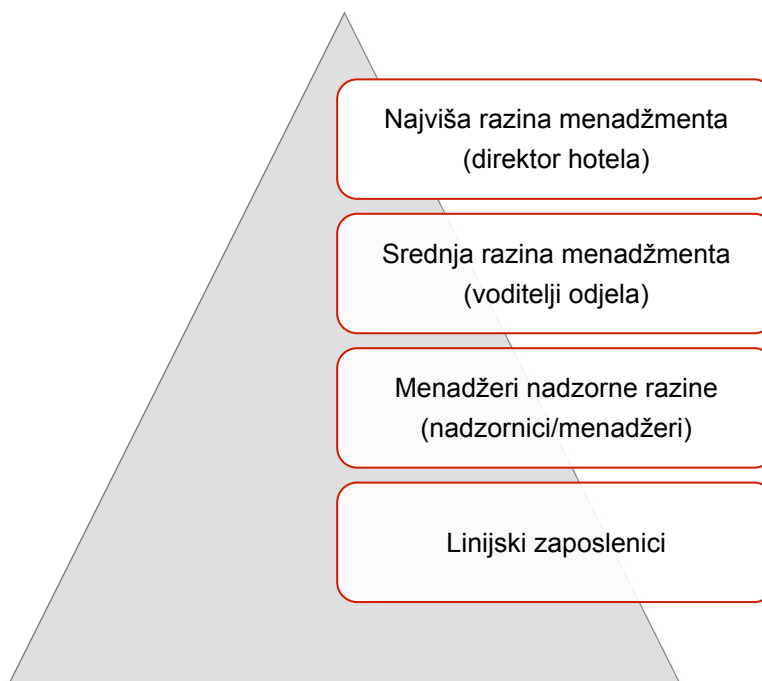 Najviša razina menadžmenta
(direktor hotela)
Srednja razina menadžmenta
(voditelji odjela)
Menadžeri nadzorne razine
(nadzornici/menadžeri)
Linijski zaposlenici